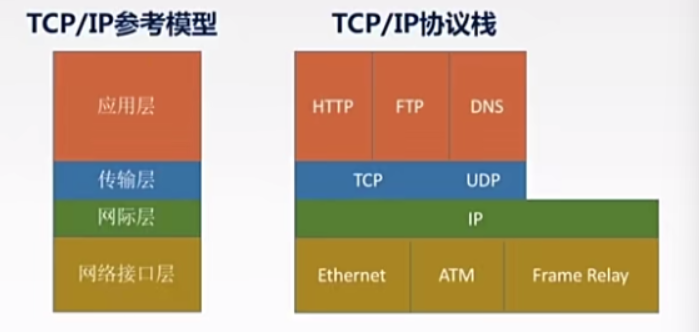 TCP/IP参考模型
TCP/IP协议栈
应用层
HTTP FTP DNS
传输层
TCP UDP
网际层
IP
网络接口层
Ethernet ATM Frame Relay